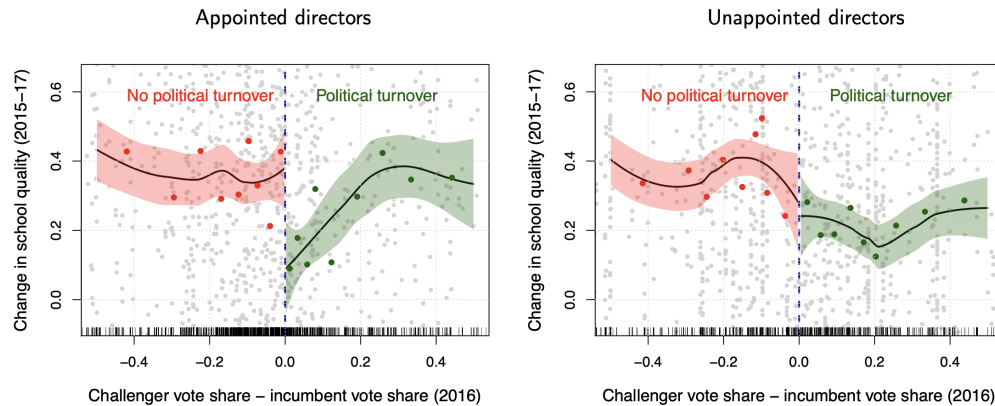 Appointed directors
No political turnover
Political turnover
Change in school quality (2015−17)
0.6
0.4
0.2
0.0
−0.4
−0.2
0.0
0.2
0.4
Challenger vote share − incumbent vote share (2016)
Unappointed directors
No political turnover
Political turnover
Change in school quality (2015−17)
0.6
0.4
0.2
0.0
−0.4
−0.2
0.0
0.2
0.4
Challenger vote share − incumbent vote share (2016)